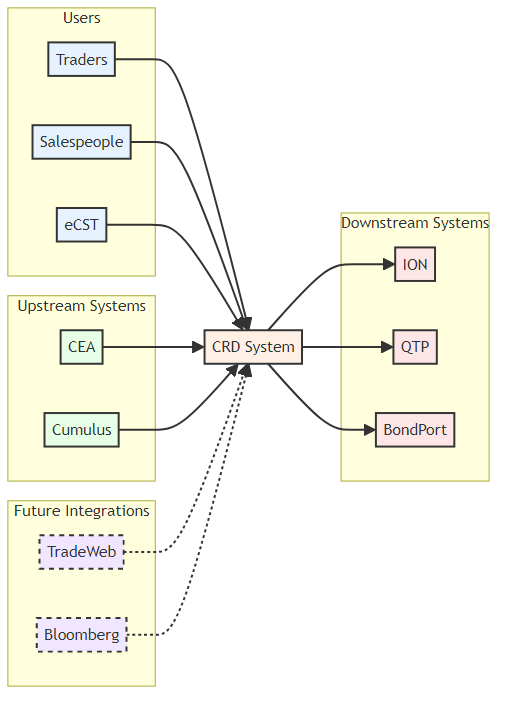 Users
Traders
Salespeople
eCST
Upstream Systems
CEA
Cumulus
Future Integrations
TradeWeb
Bloomberg
CRD System
Downstream Systems
ION
QTP
BondPort